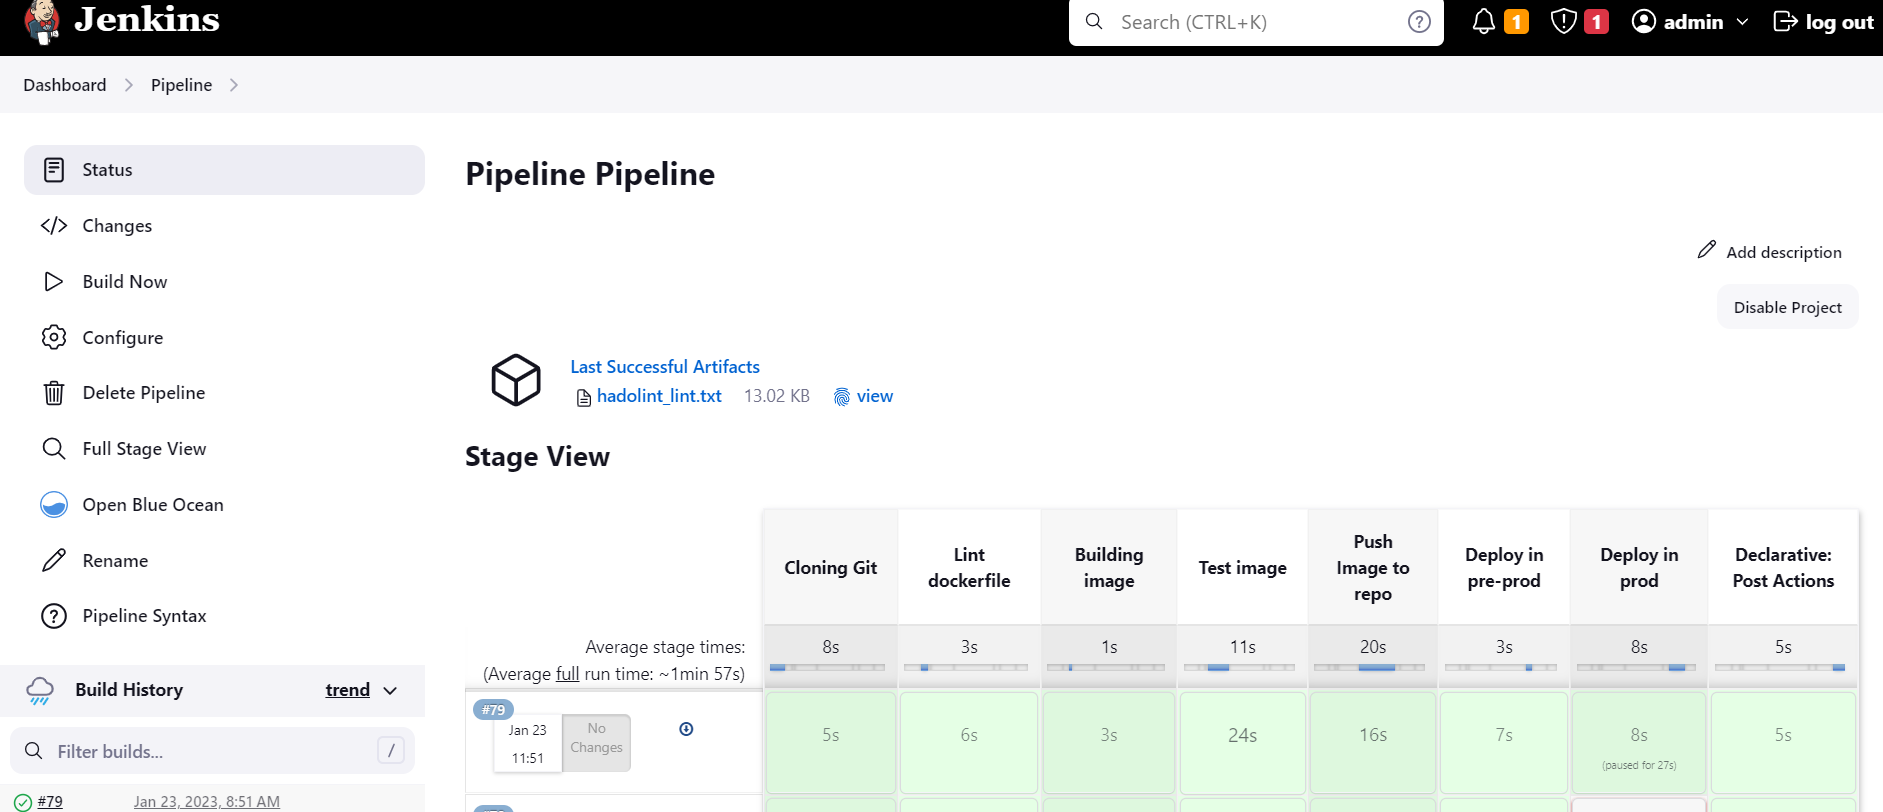 Jenkins
Search (CTRL+K)
?
1
1
admin
log out
Dashboard
Pipeline
Status
Changes
Build Now
Configure
Delete Pipeline
Full Stage View
Open Blue Ocean
Rename
Pipeline Syntax
Build History
trend
Filter builds...
/
#79
Jan 23, 2023, 8:51 AM
Pipeline Pipeline
Add description
Disable Project
Last Successful Artifacts
hadolint_lint.txt 13.02 KB view
Stage View
Cloning Git
Lint
dockerfile
Building
image
Test image
Push
Image to
repo
Deploy in
pre-prod
Deploy in
prod
Declarative:
Post Actions
Average stage times:
(Average full run time: ~1min 57s)
8s 3s 1s 11s 20s 3s 8s 5s
#79
Jan 23
11:51
No
Changes
5s 6s 3s 24s 16s 7s 8s 5s
(paused for 27s)